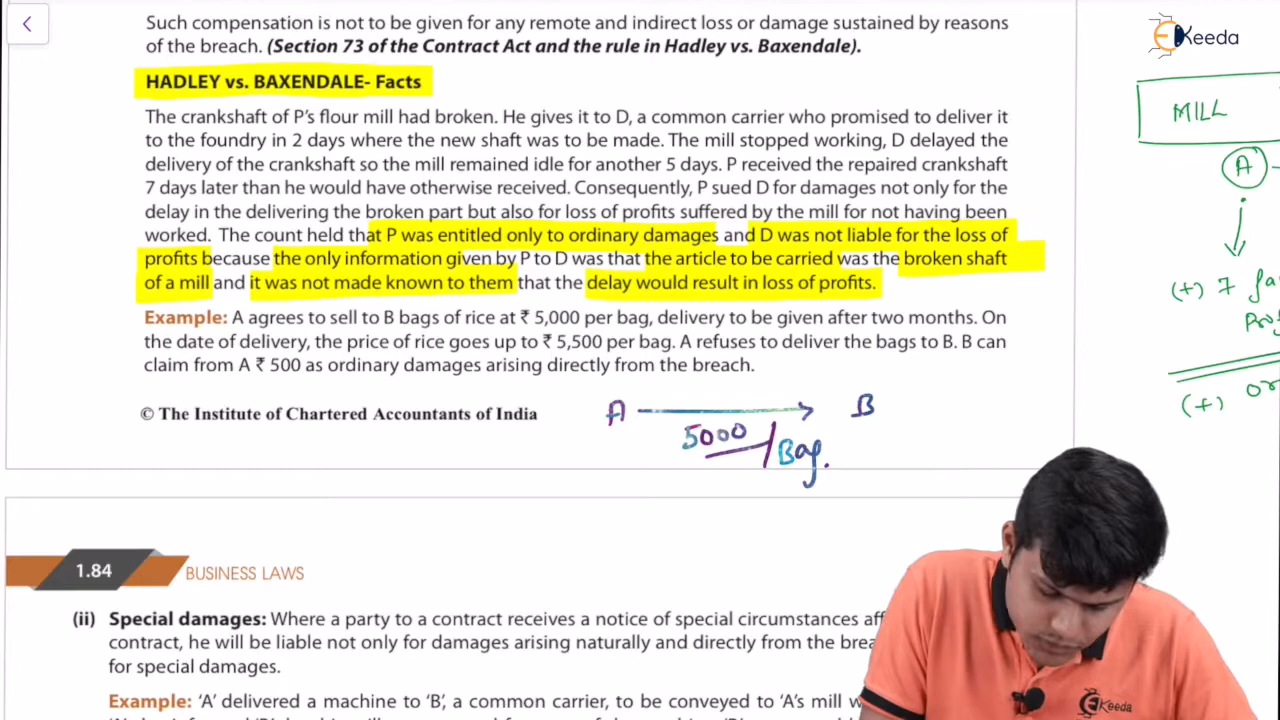 Such compensation is not to be given for any remote and indirect loss or damage sustained by reasons
of the breach. (Section 73 of the Contract Act and the rule in Hadley vs. Baxendale).
Keeda
HADLEY vs. BAXENDALE- Facts
The crankshaft of P's flour mill had broken. He gives it to D, a common carrier who promised to deliver it
to the foundry in 2 days where the new shaft was to be made. The mill stopped working, D delayed the
delivery of the crankshaft so the mill remained idle for another 5 days. P received the repaired crankshaft
7 days later than he would have otherwise received. Consequently, P sued D for damages not only for the
delay in the delivering the broken part but also for loss of profits suffered by the mill for not having been
worked. The count held that P was entitled only to ordinary damages and D was not liable for the loss of
profits because the only information given by P to D was that the article to be carried was the broken shaft
of a mill and it was not made known to them that the delay would result in loss of profits.
MILL
A
(+) 7
(+) or
Example: A agrees to sell to B bags of rice at ₹ 5,000 per bag, delivery to be given after two months. On
the date of delivery, the price of rice goes up to ₹ 5,500 per bag. A refuses to deliver the bags to B. B can
claim from A ₹ 500 as ordinary damages arising directly from the breach.
© The Institute of Chartered Accountants of India
A B
5000/Bag.
1.84 BUSINESS LAWS
(ii) Special damages: Where a party to a contract receives a notice of special circumstances aff
contract, he will be liable not only for damages arising naturally and directly from the brea
for special damages.
Example: 'A' delivered a machine to 'B', a common carrier, to be conveyed to 'A's mill w
Keeda